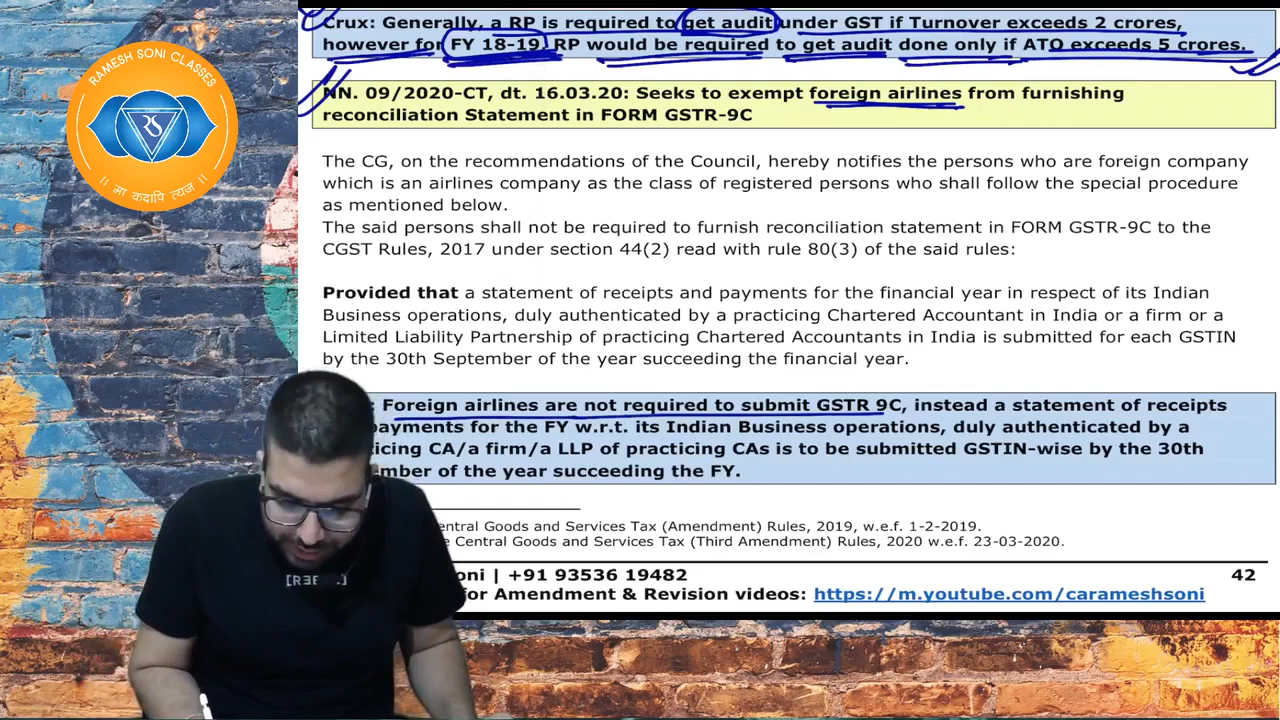 Crux: Generally, a RP is required to get audit under GST if Turnover exceeds 2 crores,
however for FY 18-19, RP would be required to get audit done only if ATO exceeds 5 crores.
RAMESH SONI CLASSES
RS
।। मा कदापि त्यज ।।
NN. 09/2020-CT, dt. 16.03.20: Seeks to exempt foreign airlines from furnishing
reconciliation Statement in FORM GSTR-9C
The CG, on the recommendations of the Council, hereby notifies the persons who are foreign company
which is an airlines company as the class of registered persons who shall follow the special procedure
as mentioned below.
The said persons shall not be required to furnish reconciliation statement in FORM GSTR-9C to the
CGST Rules, 2017 under section 44(2) read with rule 80(3) of the said rules:
Provided that a statement of receipts and payments for the financial year in respect of its Indian
Business operations, duly authenticated by a practicing Chartered Accountant in India or a firm or a
Limited Liability Partnership of practicing Chartered Accountants in India is submitted for each GSTIN
by the 30th September of the year succeeding the financial year.
: Foreign airlines are not required to submit GSTR 9C, instead a statement of receipts
payments for the FY w.r.t. its Indian Business operations, duly authenticated by a
ticing CA/a firm/a LLP of practicing CAs is to be submitted GSTIN-wise by the 30th
mber of the year succeeding the FY.
entral Goods and Services Tax (Amendment) Rules, 2019, w.e.f. 1-2-2019.
e Central Goods and Services Tax (Third Amendment) Rules, 2020 w.e.f. 23-03-2020.
oni | +91 93536 19482 42
for Amendment & Revision videos: https://m.youtube.com/carameshsoni